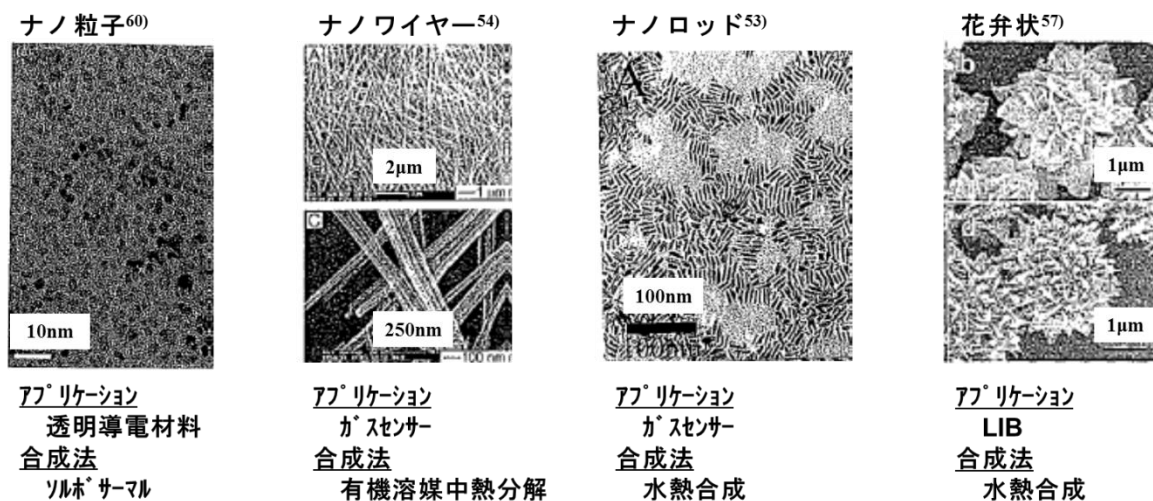 ナノ粒子60)
10nm
アプリケーション
透明導電材料
合成法
ソルボサーマル
ナノワイヤー54)
A
2μm
1 μm
C
250nm
100 nm
アプリケーション
ガスセンサー
合成法
有機溶媒中熱分解
ナノロッド53)
A
100nm
100nm
アプリケーション
ガスセンサー
合成法
水熱合成
花弁状57)
b
1μm
d
1μm
アプリケーション
LIB
合成法
水熱合成